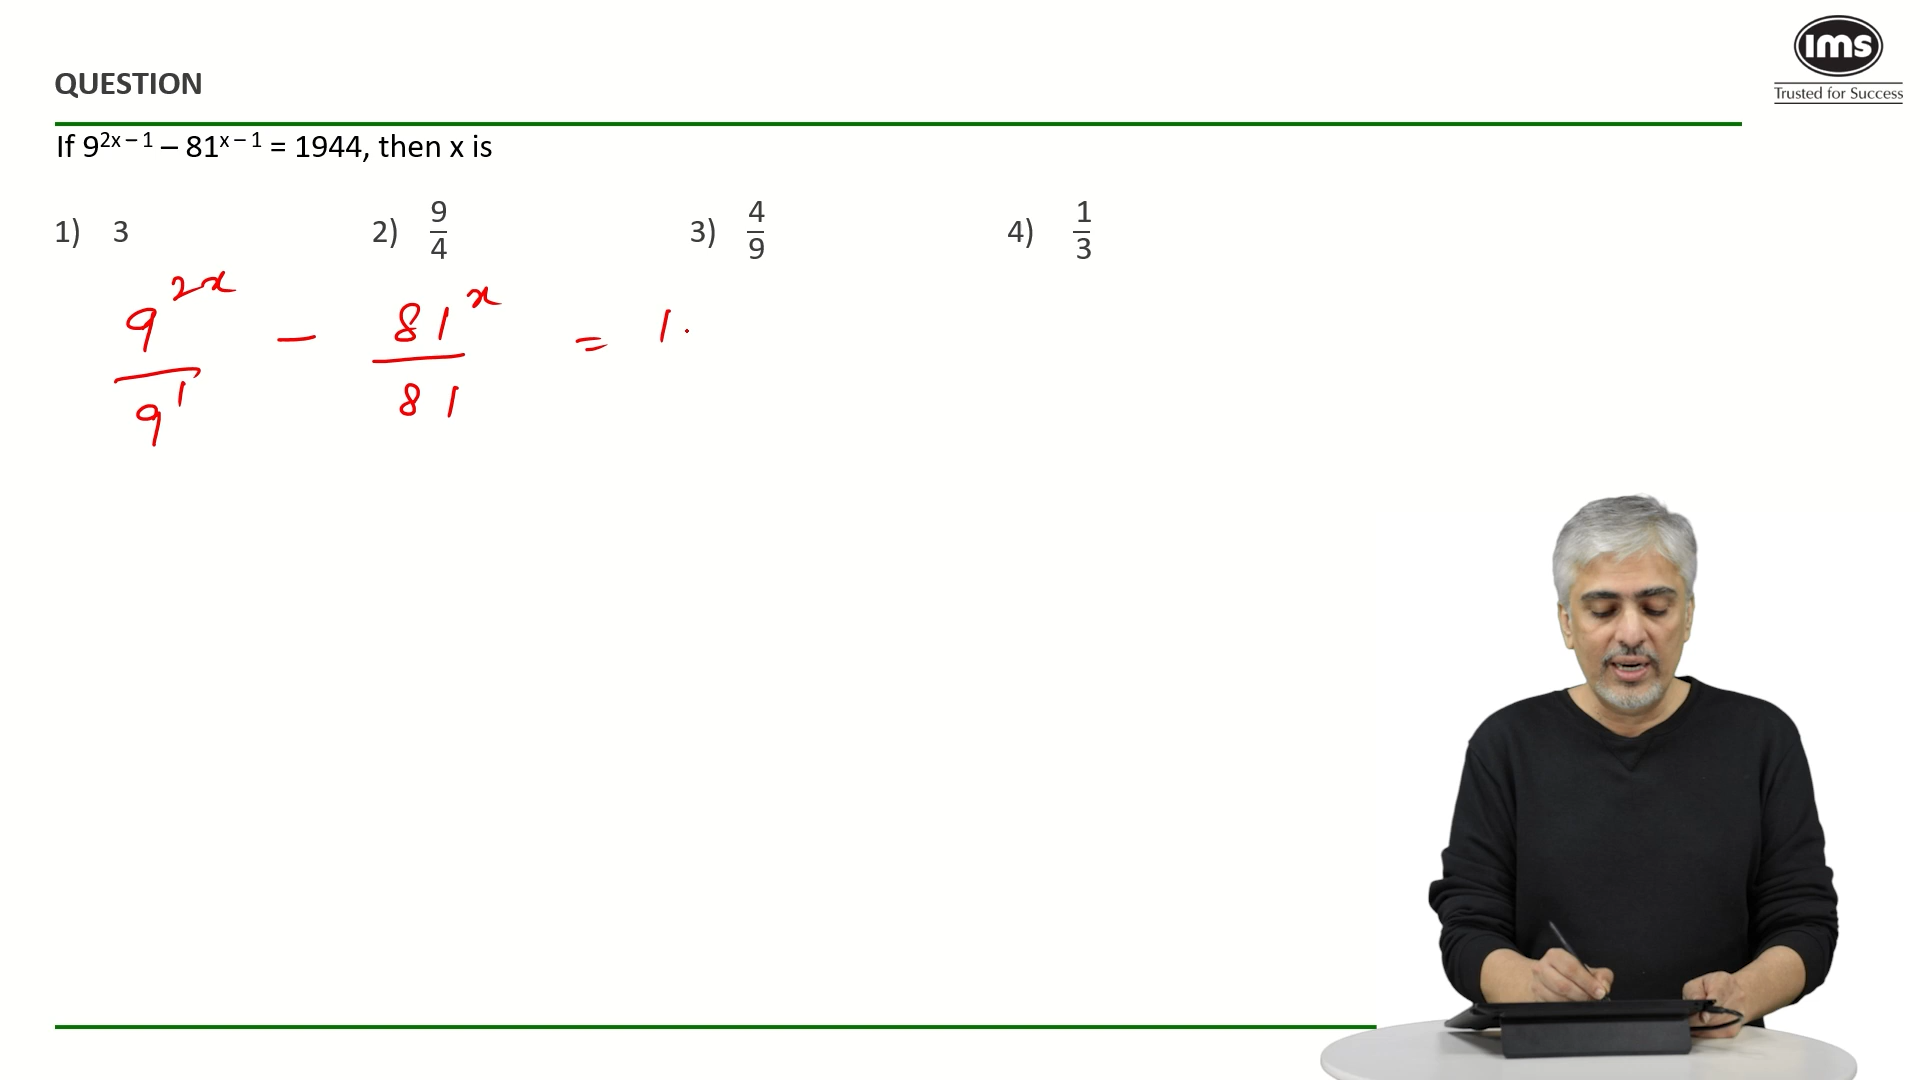 ims
Trusted for Success
QUESTION
If 9^{2x – 1} – 81^{x – 1} = 1944, then x is
1) 3 2) 9/4 3) 4/9 4) 1/3
9^{2x}/9^1 – 81^x/81 = 1.